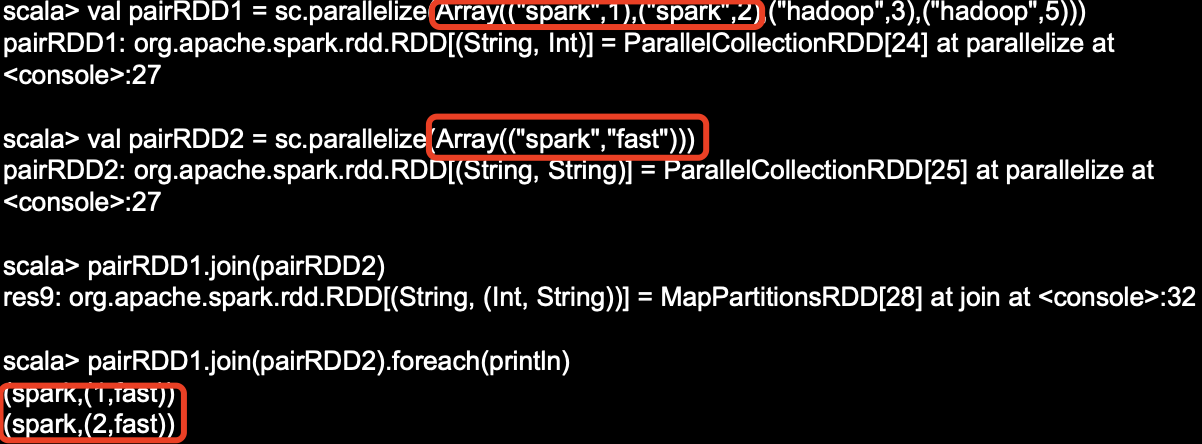 scala> val pairRDD1 = sc.parallelize(Array(("spark",1),("spark",2),("hadoop",3),("hadoop",5)))
pairRDD1: org.apache.spark.rdd.RDD[(String, Int)] = ParallelCollectionRDD[24] at parallelize at
<console>:27
scala> val pairRDD2 = sc.parallelize(Array(("spark","fast")))
pairRDD2: org.apache.spark.rdd.RDD[(String, String)] = ParallelCollectionRDD[25] at parallelize at
<console>:27
scala> pairRDD1.join(pairRDD2)
res9: org.apache.spark.rdd.RDD[(String, (Int, String))] = MapPartitionsRDD[28] at join at <console>:32
scala> pairRDD1.join(pairRDD2).foreach(println)
(spark,(1,fast))
(spark,(2,fast))